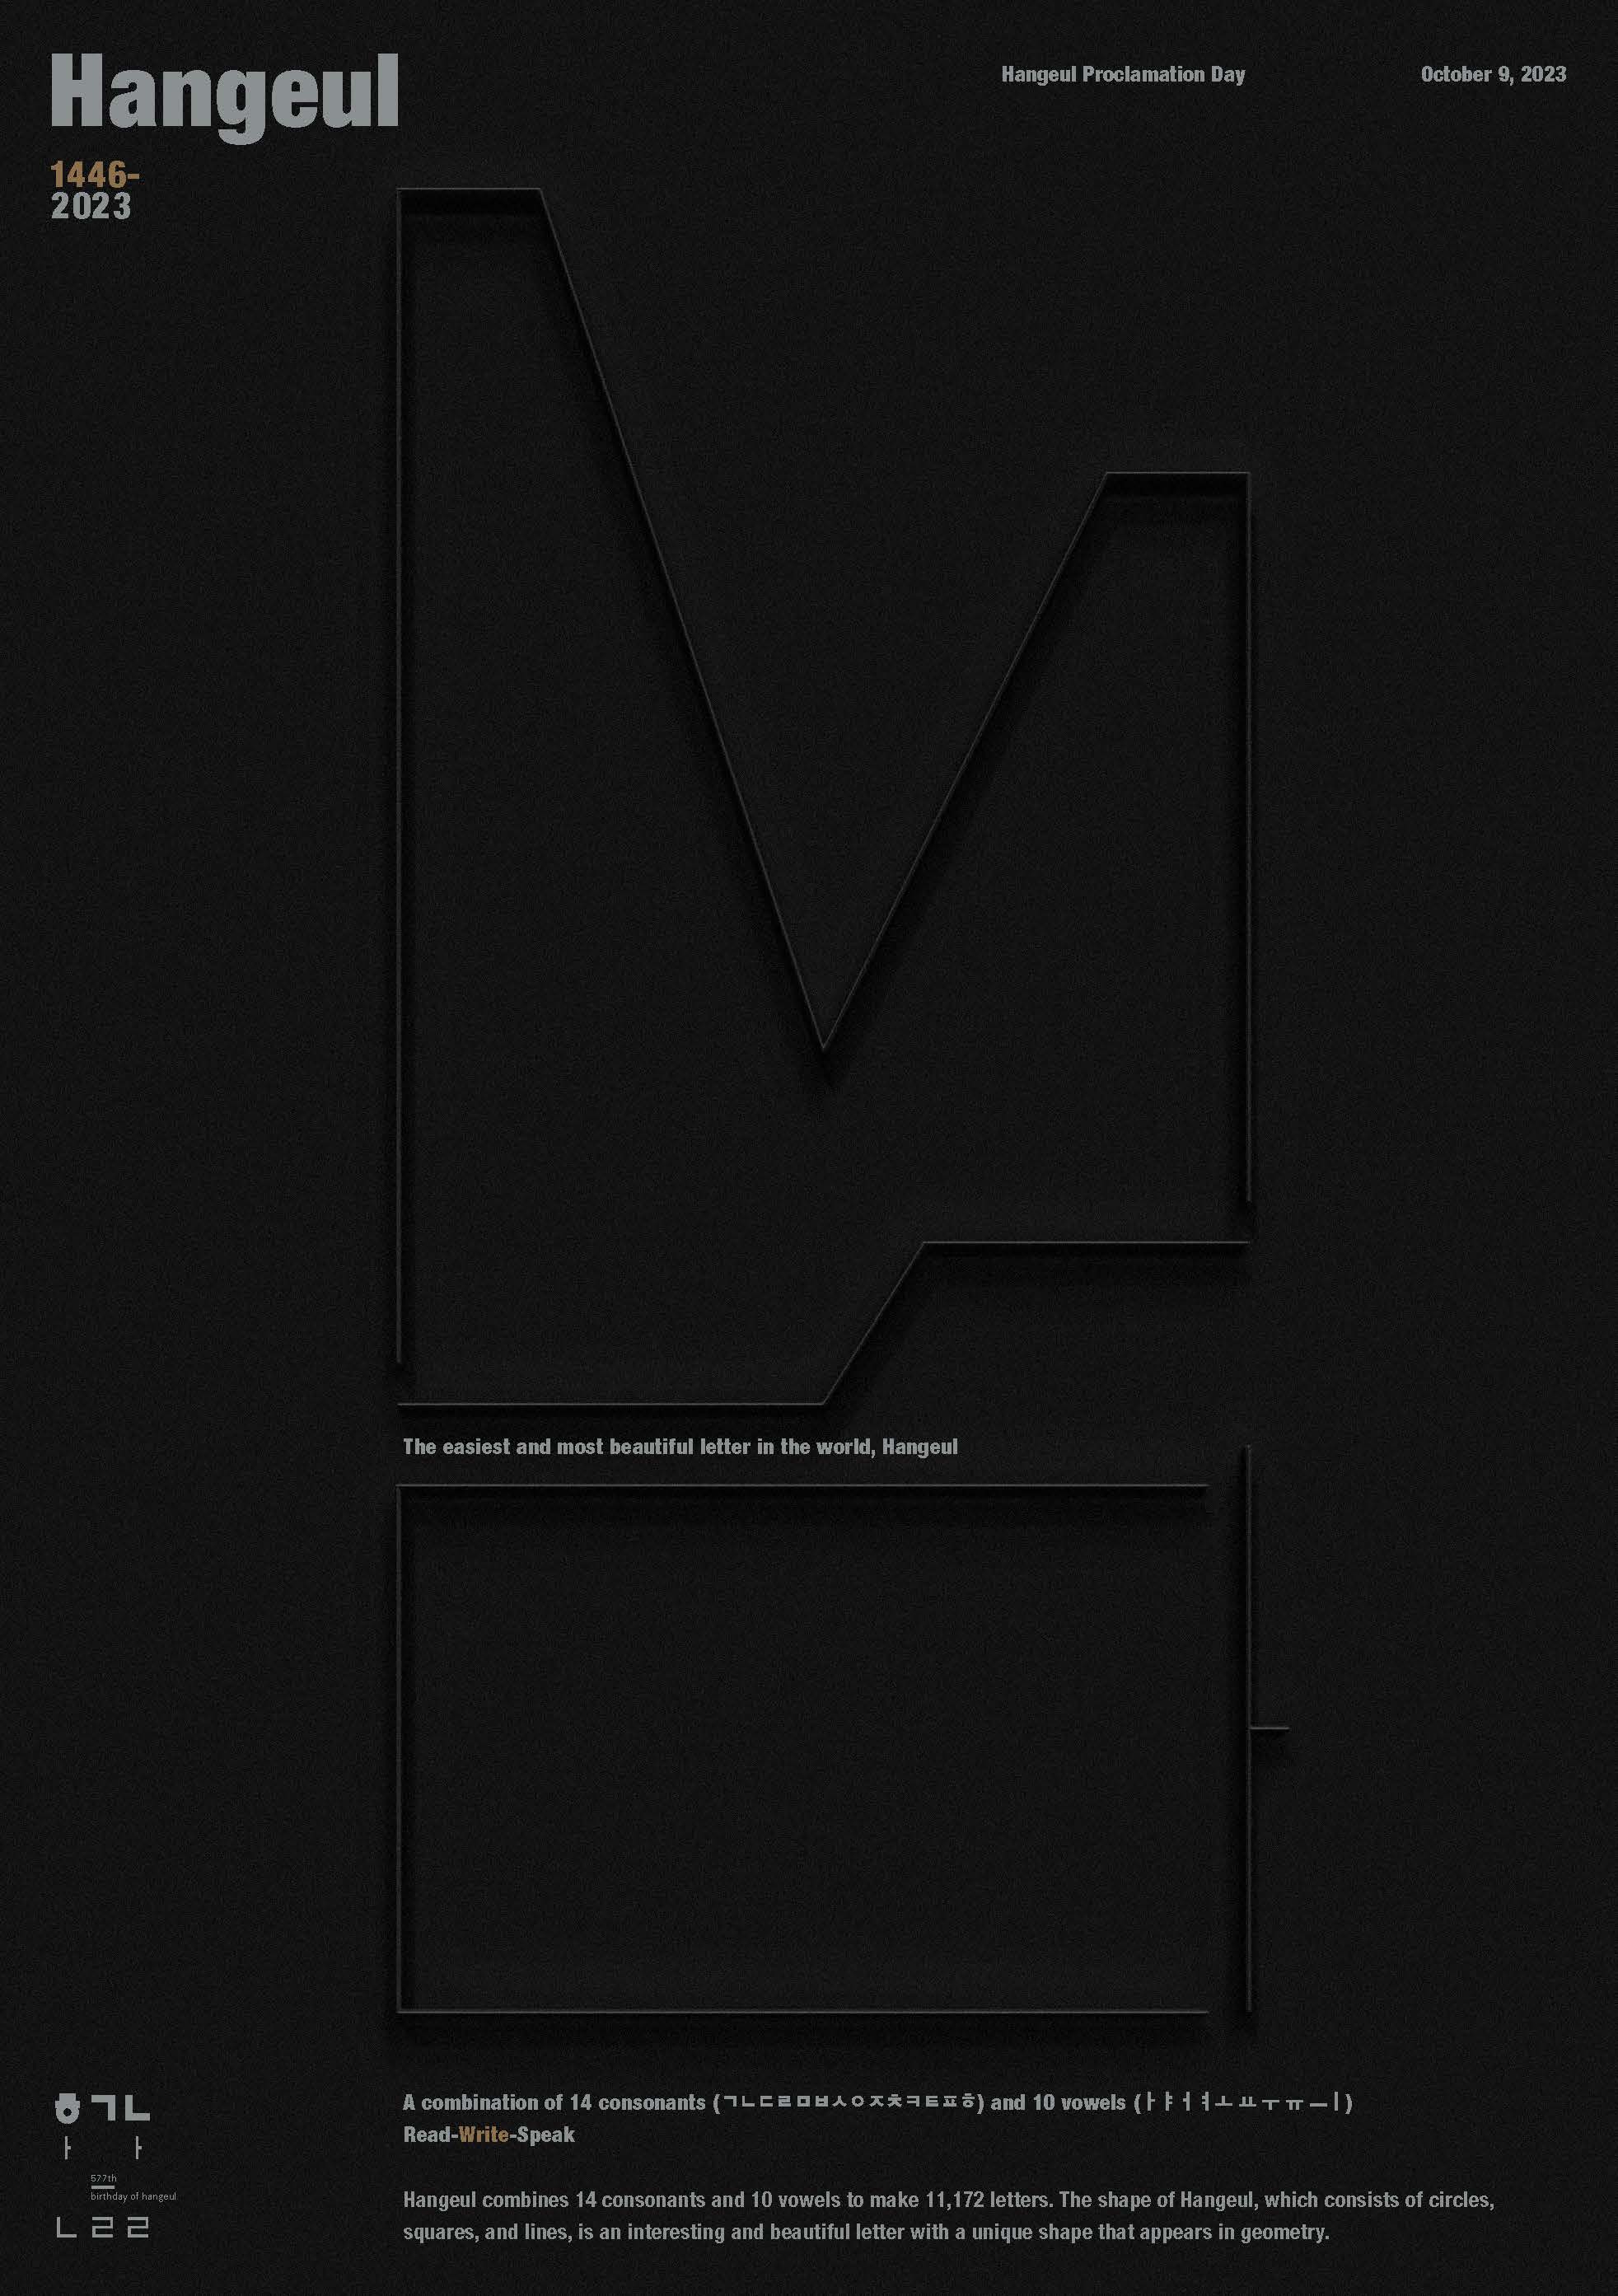 Hangeul
Hangeul Proclamation Day
October 9, 2023
1446-
2023
The easiest and most beautiful letter in the world, Hangeul
A combination of 14 consonants (ㄱㄴㄷㄹㅁㅂㅅㅇㅈㅊㅋㅌㅍㅎ) and 10 vowels (ㅏㅑㅓㅕㅗㅛㅜㅠㅡㅣ)
Read-Write-Speak
Hangeul combines 14 consonants and 10 vowels to make 11,172 letters. The shape of Hangeul, which consists of circles,
squares, and lines, is an interesting and beautiful letter with a unique shape that appears in geometry.
ㅎㄱㄴ
ㅏ ㅏ
577th
birthday of hangeul
ㄴㄹㄹ